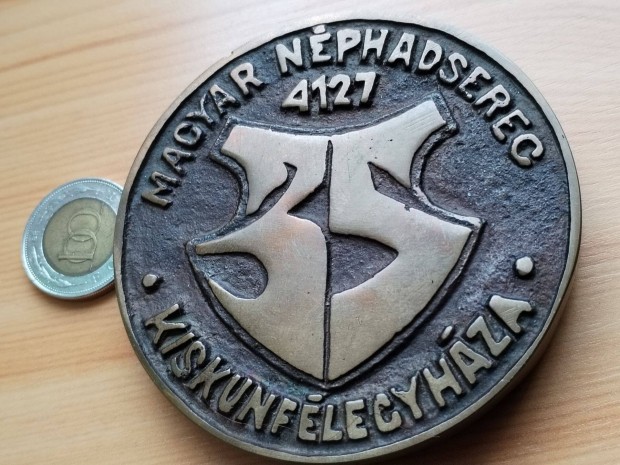 MAGYAR NÉPHADSEREG
4127
35
KISKUNFÉLEGYHÁZA
100